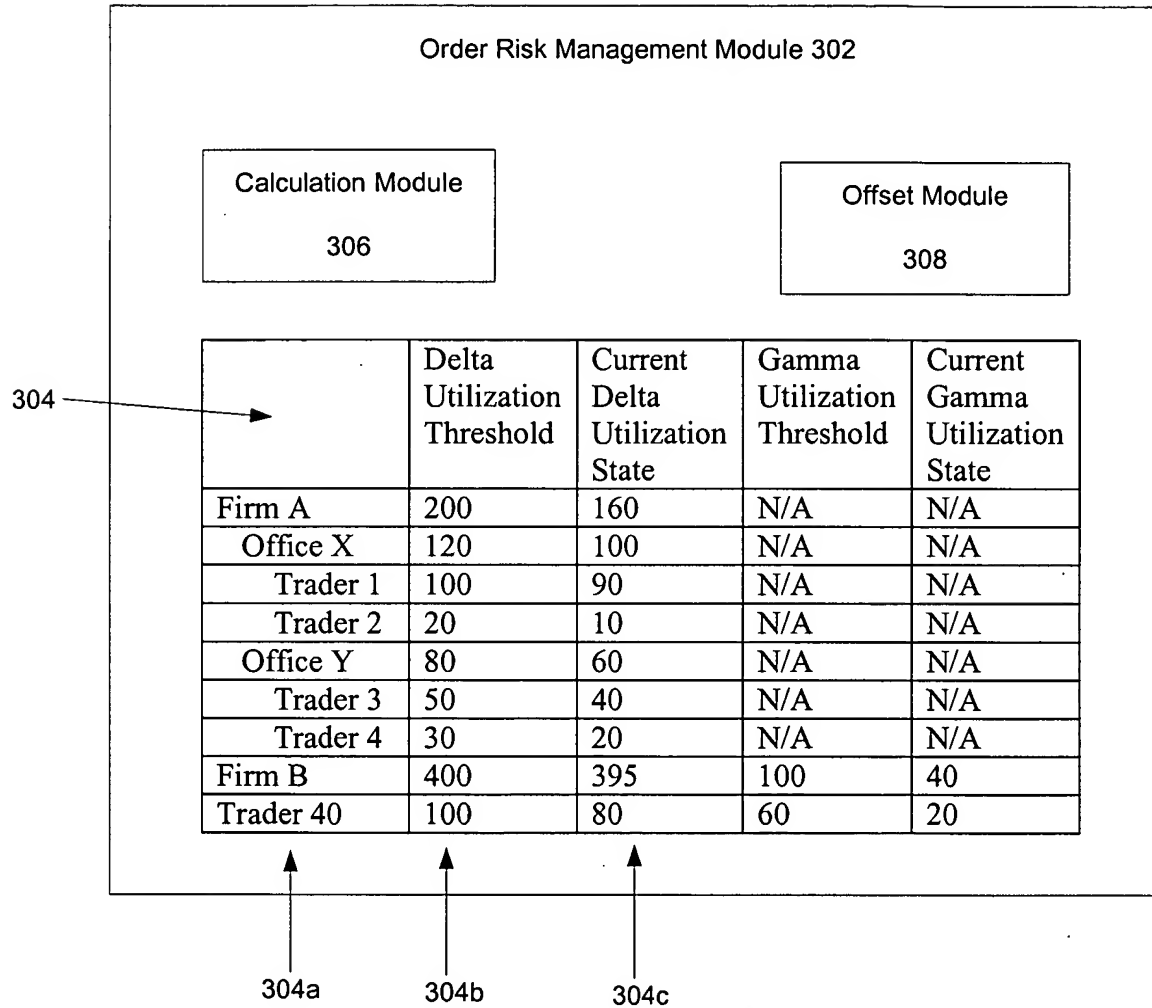 Order Risk Management Module 302
Calculation Module
306
Offset Module
308
304
Delta Utilization Threshold | Current Delta Utilization State | Gamma Utilization Threshold | Current Gamma Utilization State
Firm A | 200 | 160 | N/A | N/A
Office X | 120 | 100 | N/A | N/A
Trader 1 | 100 | 90 | N/A | N/A
Trader 2 | 20 | 10 | N/A | N/A
Office Y | 80 | 60 | N/A | N/A
Trader 3 | 50 | 40 | N/A | N/A
Trader 4 | 30 | 20 | N/A | N/A
Firm B | 400 | 395 | 100 | 40
Trader 40 | 100 | 80 | 60 | 20
304a 304b 304c